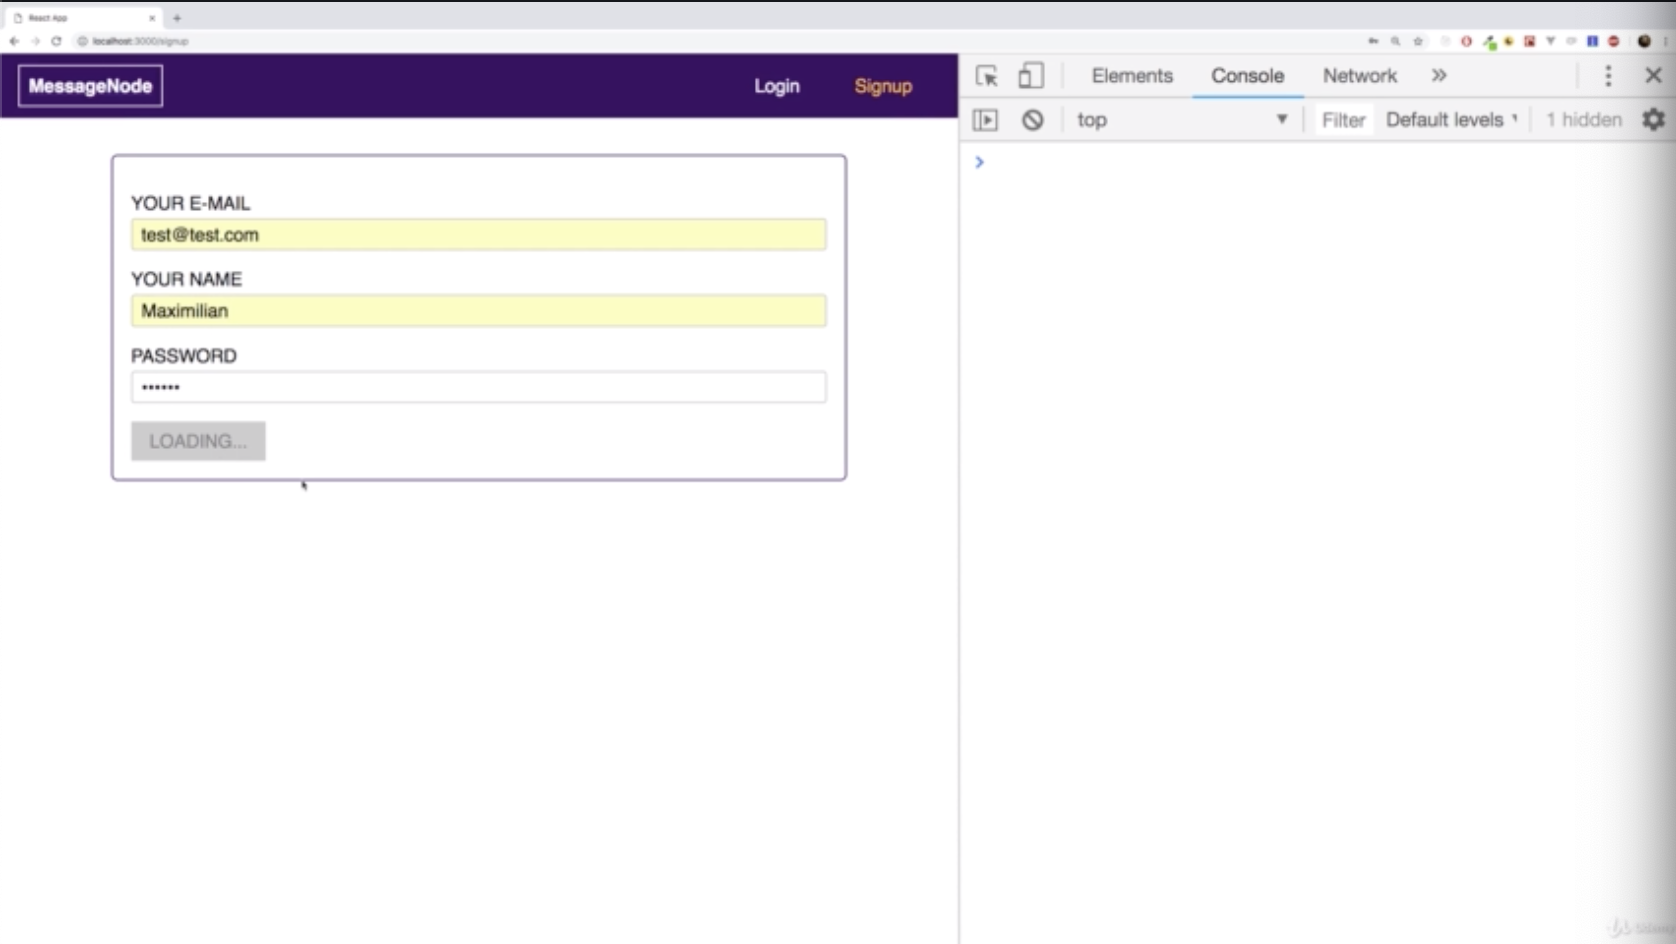 React App
localhost:3000/signup
MessageNode
Login
Signup
Elements
Console
Network
top
Filter
Default levels
1 hidden
YOUR E-MAIL
test@test.com
YOUR NAME
Maximilian
PASSWORD
••••••
LOADING...